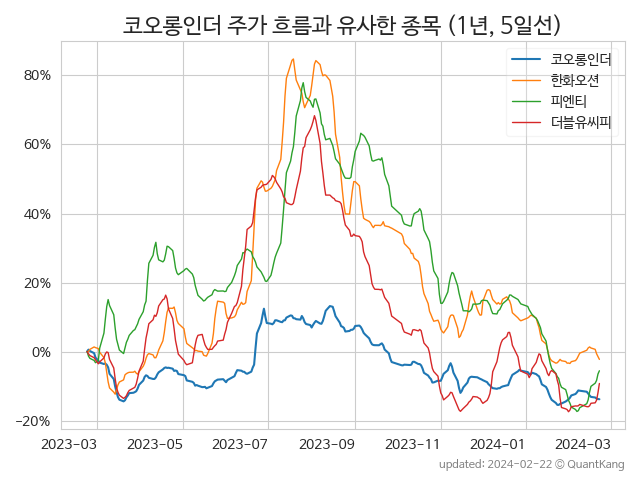 코오롱인더 주가 흐름과 유사한 종목 (1년, 5일선)
코오롱인더
한화오션
피엔티
더블유씨피
80%
60%
40%
20%
0%
−20%
2023-03
2023-05
2023-07
2023-09
2023-11
2024-01
2024-03
updated: 2024-02-22 © QuantKang